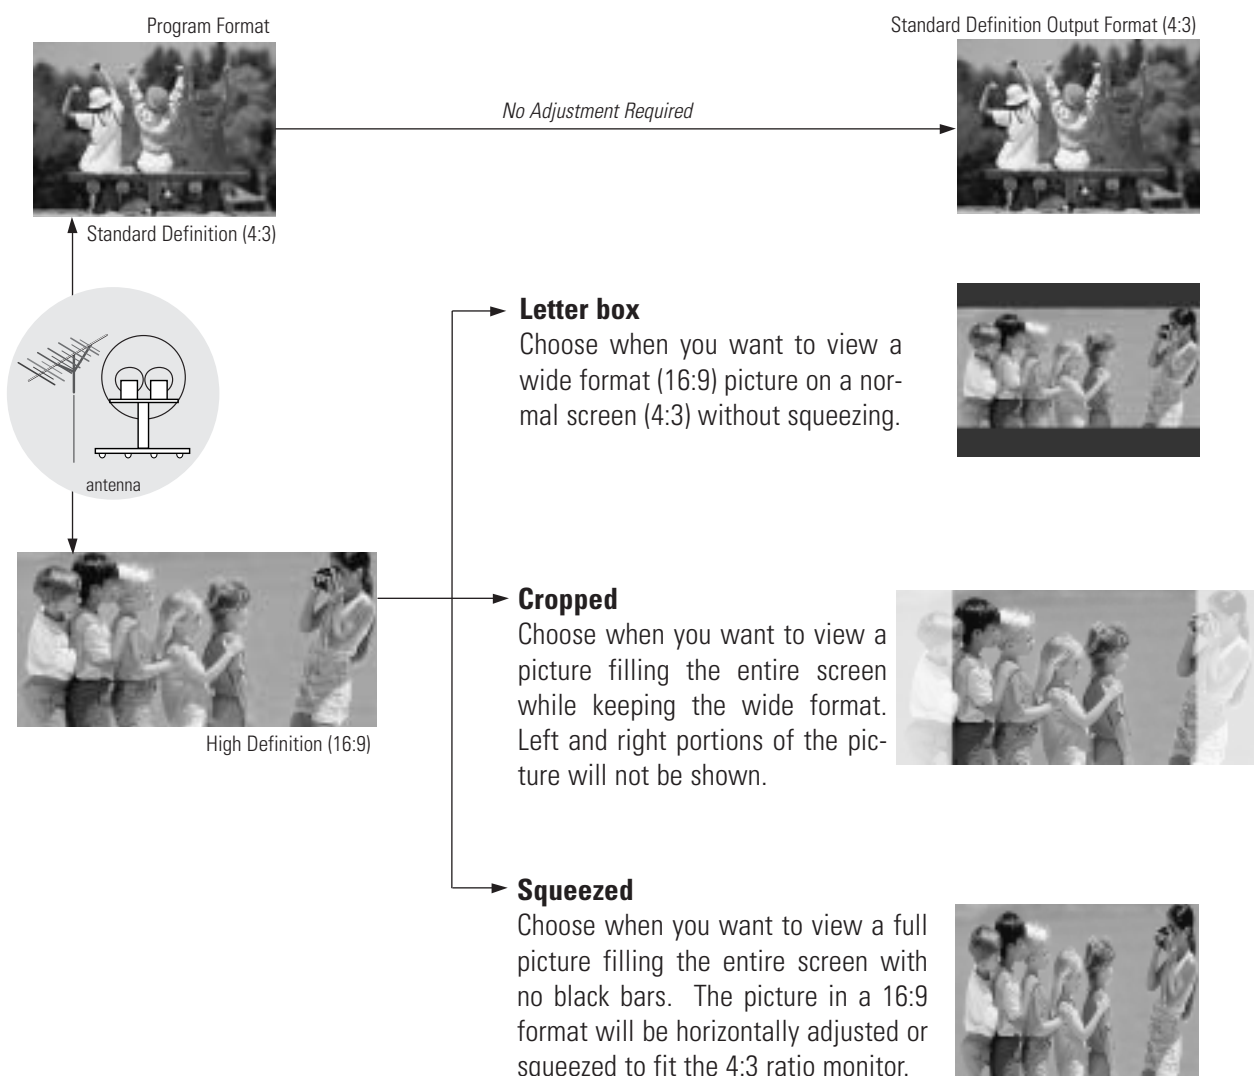 Program Format
Standard Definition Output Format (4:3)
No Adjustment Required
Standard Definition (4:3)
antenna
High Definition (16:9)
Letter box
Choose when you want to view a
wide format (16:9) picture on a nor-
mal screen (4:3) without squeezing.
Cropped
Choose when you want to view a
picture filling the entire screen
while keeping the wide format.
Left and right portions of the pic-
ture will not be shown.
Squeezed
Choose when you want to view a full
picture filling the entire screen with
no black bars. The picture in a 16:9
format will be horizontally adjusted or
squeezed to fit the 4:3 ratio monitor.